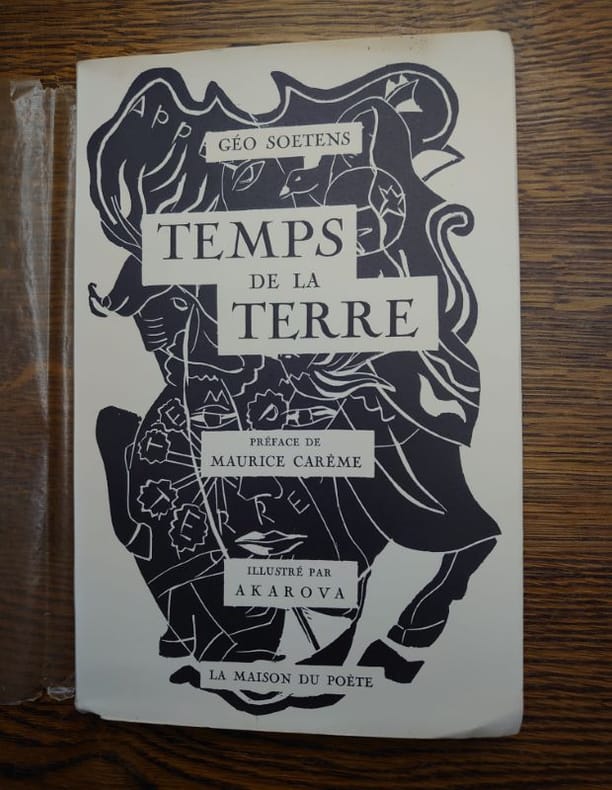 GÉO SOETENS
TEMPS
DE LA
TERRE
PRÉFACE DE
MAURICE CARÊME
ILLUSTRÉ PAR
AKAROVA
LA MAISON DU POÈTE